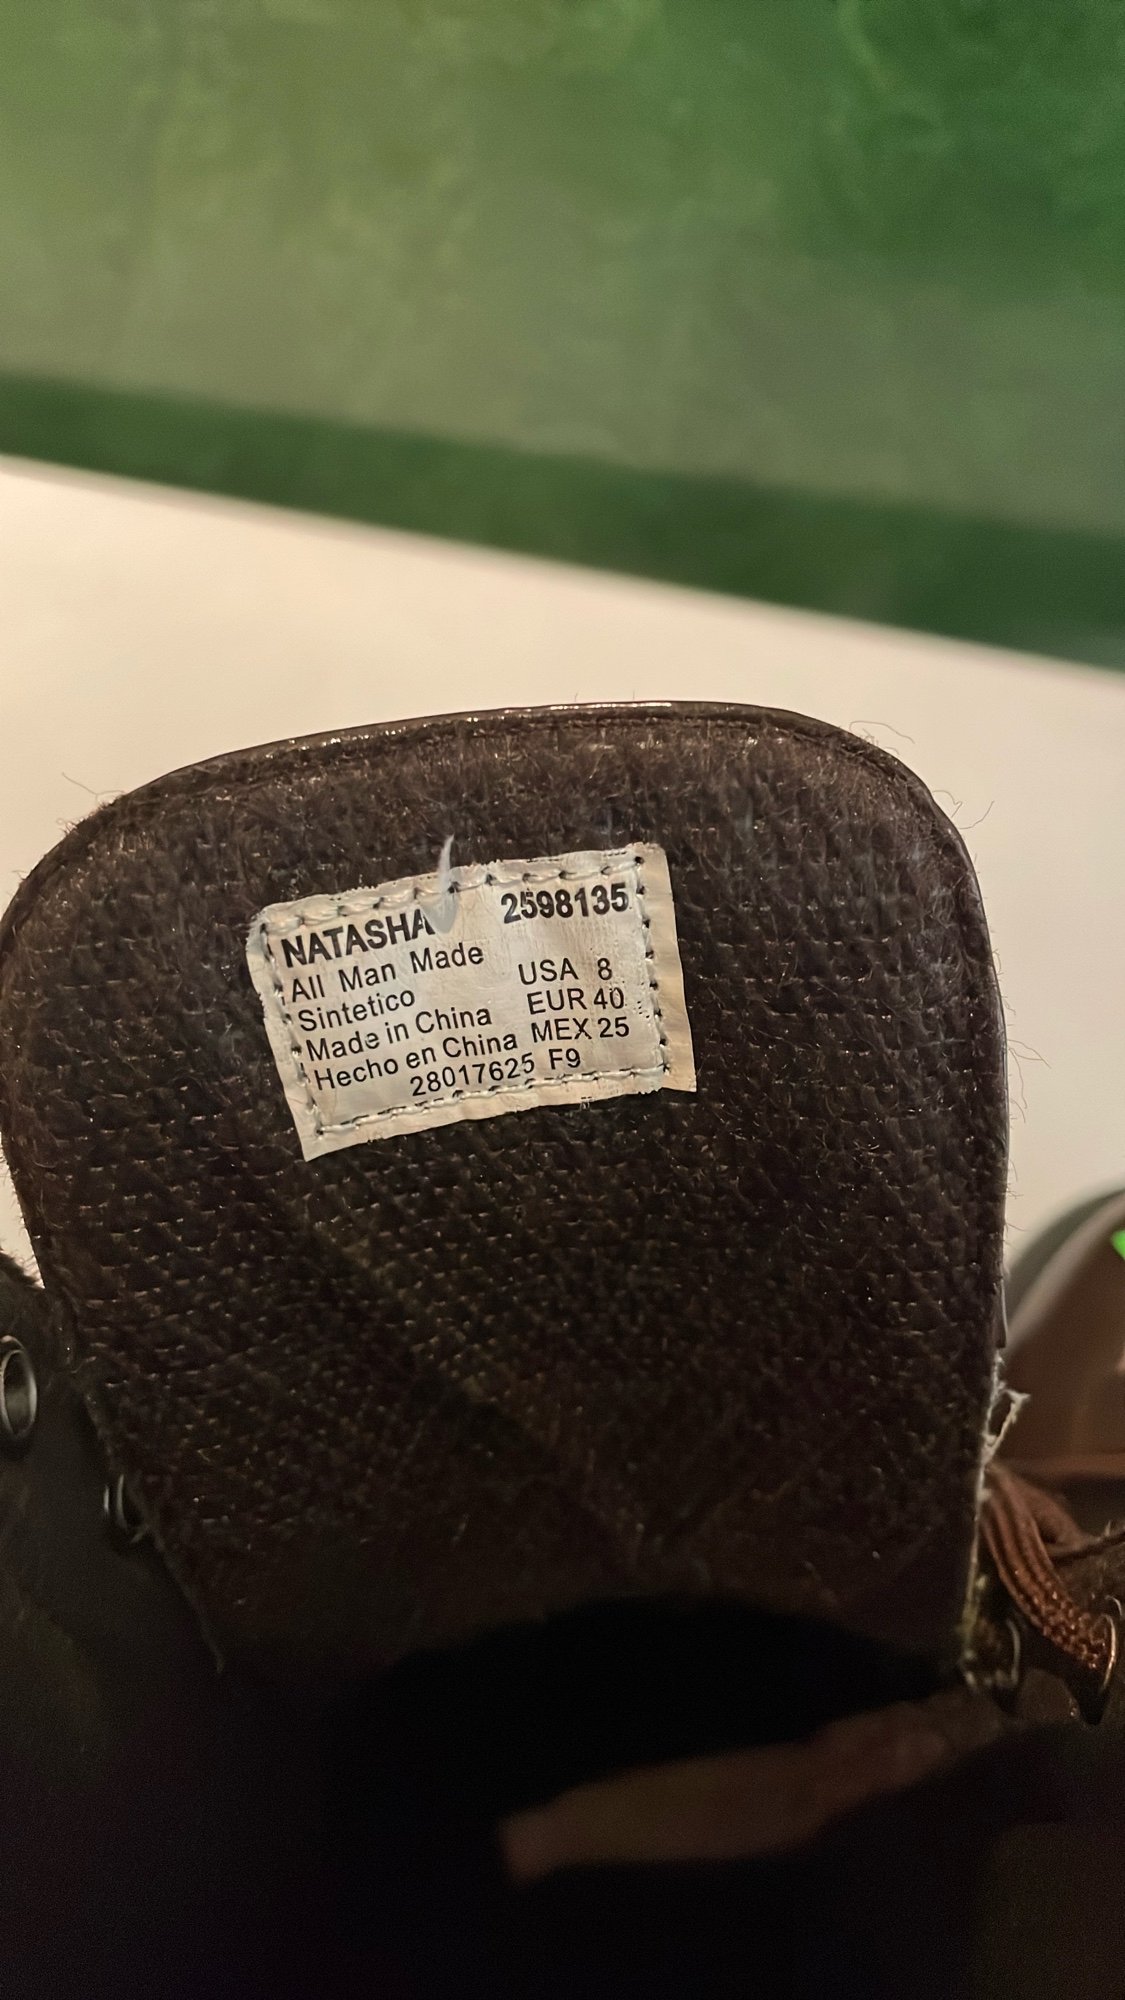 NATASHA 2598135
All Man Made
Sintetico USA 8
Made in China EUR 40
Hecho en China MEX 25
28017625 F9